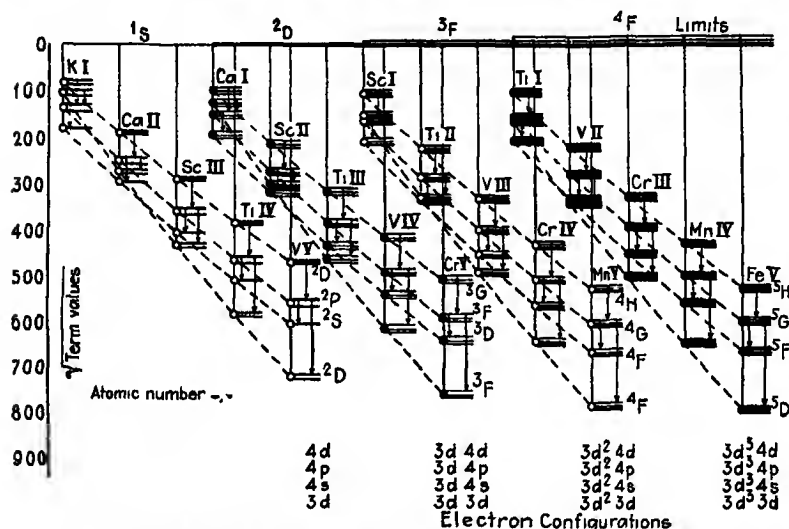 ¹S ²D ³F ⁴F Limits
0
100
200
300
400
500
600
700
800
900
√Term values
K I
Ca II
Sc III
Ti IV
V V
²D
²P
²S
²D
Ca I
Sc II
Ti III
V IV
Cr V
³G
³F
³D
³F
Sc I
Ti II
V III
Cr IV
Mn V
⁴H
⁴G
⁴F
⁴F
Ti I
V II
Cr III
Mn IV
Fe V
⁵H
⁵G
⁵F
⁵D
Atomic number
4d 3d 4d 3d² 4d 3d³ 4d
4p 3d 4p 3d² 4p 3d³ 4p
4s 3d 4s 3d² 4s 3d³ 4s
3d 3d 3d 3d² 3d 3d³ 3d
Electron Configurations